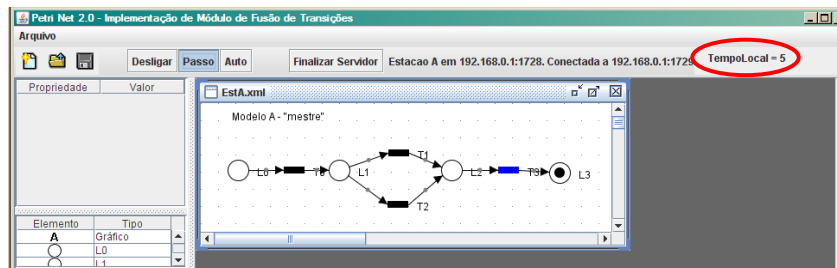 Petri Net 2.0 - Implementação de Módulo de Fusão de Transições
Arquivo
Desligar Passo Auto Finalizar Servidor Estacao A em 192.168.0.1:1728. Conectada a 192.168.0.1:1729 TempoLocal = 5
Propriedade Valor
EstA.xml
Modelo A - "mestre"
T1
L0 T0 L1 L2 T3 L3
T2
Elemento Tipo
A Gráfico
L0
L1